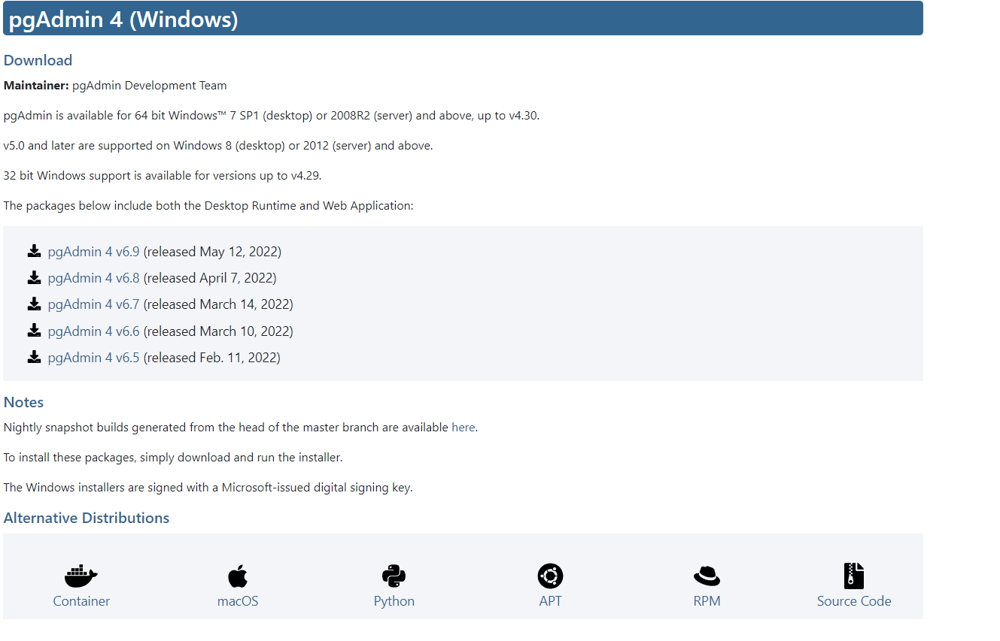 pgAdmin 4 (Windows)
Download
Maintainer: pgAdmin Development Team
pgAdmin is available for 64 bit Windows™ 7 SP1 (desktop) or 2008R2 (server) and above, up to v4.30.
v5.0 and later are supported on Windows 8 (desktop) or 2012 (server) and above.
32 bit Windows support is available for versions up to v4.29.
The packages below include both the Desktop Runtime and Web Application:
pgAdmin 4 v6.9 (released May 12, 2022)
pgAdmin 4 v6.8 (released April 7, 2022)
pgAdmin 4 v6.7 (released March 14, 2022)
pgAdmin 4 v6.6 (released March 10, 2022)
pgAdmin 4 v6.5 (released Feb. 11, 2022)
Notes
Nightly snapshot builds generated from the head of the master branch are available here.
To install these packages, simply download and run the installer.
The Windows installers are signed with a Microsoft-issued digital signing key.
Alternative Distributions
Container macOS Python APT RPM Source Code